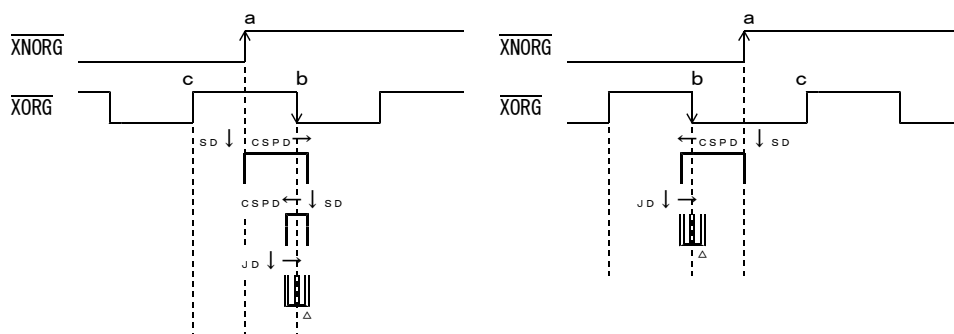 a
XNORG
c b
XORG
SD ↓ CSPD →
CSPD ← ↓ SD
JD ↓ →
△
a
XNORG
b c
XORG
← CSPD ↓ SD
JD ↓ →
△